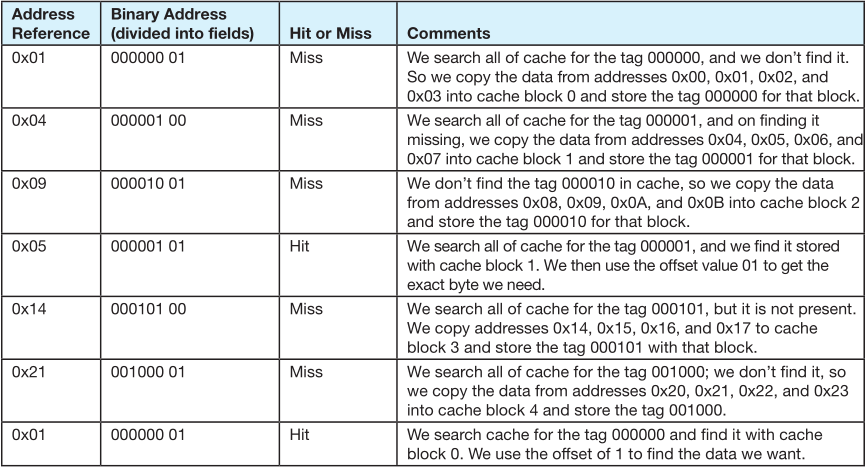 Address Reference Binary Address (divided into fields) Hit or Miss Comments
0x01 000000 01 Miss We search all of cache for the tag 000000, and we don't find it.
So we copy the data from addresses 0x00, 0x01, 0x02, and
0x03 into cache block 0 and store the tag 000000 for that block.
0x04 000001 00 Miss We search all of cache for the tag 000001, and on finding it
missing, we copy the data from addresses 0x04, 0x05, 0x06, and
0x07 into cache block 1 and store the tag 000001 for that block.
0x09 000010 01 Miss We don't find the tag 000010 in cache, so we copy the data
from addresses 0x08, 0x09, 0x0A, and 0x0B into cache block 2
and store the tag 000010 for that block.
0x05 000001 01 Hit We search all of cache for the tag 000001, and we find it stored
with cache block 1. We then use the offset value 01 to get the
exact byte we need.
0x14 000101 00 Miss We search all of cache for the tag 000101, but it is not present.
We copy addresses 0x14, 0x15, 0x16, and 0x17 to cache
block 3 and store the tag 000101 with that block.
0x21 001000 01 Miss We search all of cache for the tag 001000; we don't find it, so
we copy the data from addresses 0x20, 0x21, 0x22, and 0x23
into cache block 4 and store the tag 001000.
0x01 000000 01 Hit We search cache for the tag 000000 and find it with cache
block 0. We use the offset of 1 to find the data we want.